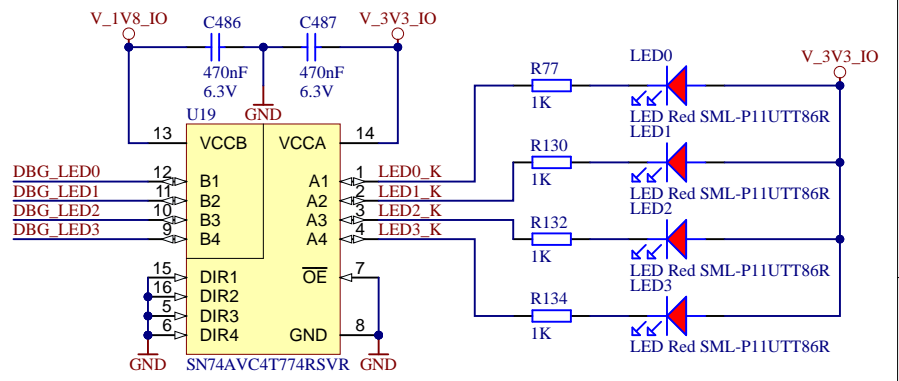 V_1V8_IO
C486
C487
V_3V3_IO
470nF
6.3V
470nF
6.3V
GND
U19
13
VCCB
VCCA
14
DBG_LED0
12
B1
A1
1
LED0_K
DBG_LED1
11
B2
A2
2
LED1_K
DBG_LED2
10
B3
A3
3
LED2_K
DBG_LED3
9
B4
A4
4
LED3_K
15
DIR1
OE
7
16
DIR2
5
DIR3
6
DIR4
GND
8
GND
SN74AVC4T774RSVR
GND
R77
1K
LED0
LED Red SML-P11UTT86R
V_3V3_IO
R130
1K
LED1
LED Red SML-P11UTT86R
R132
1K
LED2
LED Red SML-P11UTT86R
R134
1K
LED3
LED Red SML-P11UTT86R